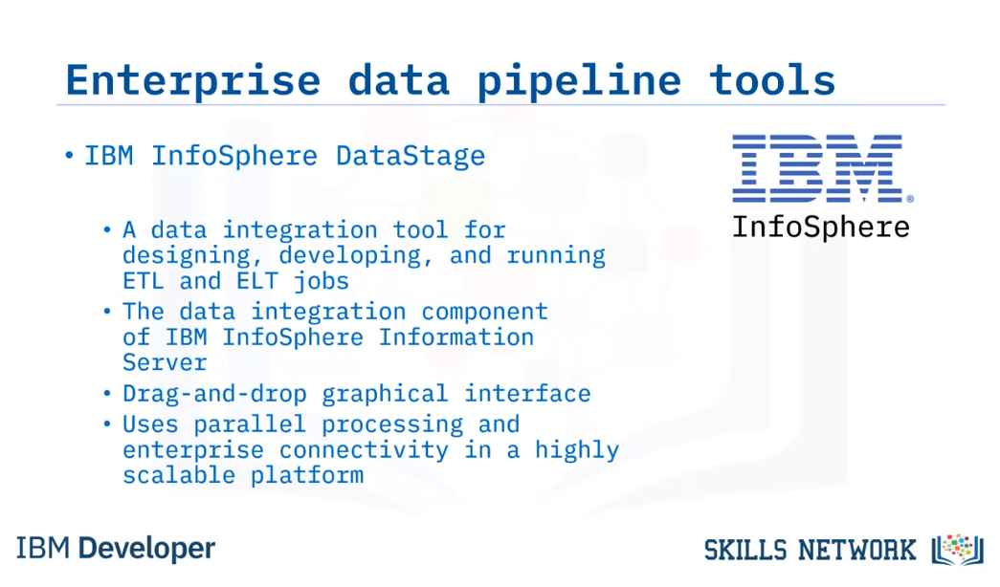 Enterprise data pipeline tools
• IBM InfoSphere DataStage
IBM®
InfoSphere
• A data integration tool for
designing, developing, and running
ETL and ELT jobs
• The data integration component
of IBM InfoSphere Information
Server
• Drag-and-drop graphical interface
• Uses parallel processing and
enterprise connectivity in a highly
scalable platform
IBM Developer
SKILLS NETWORK